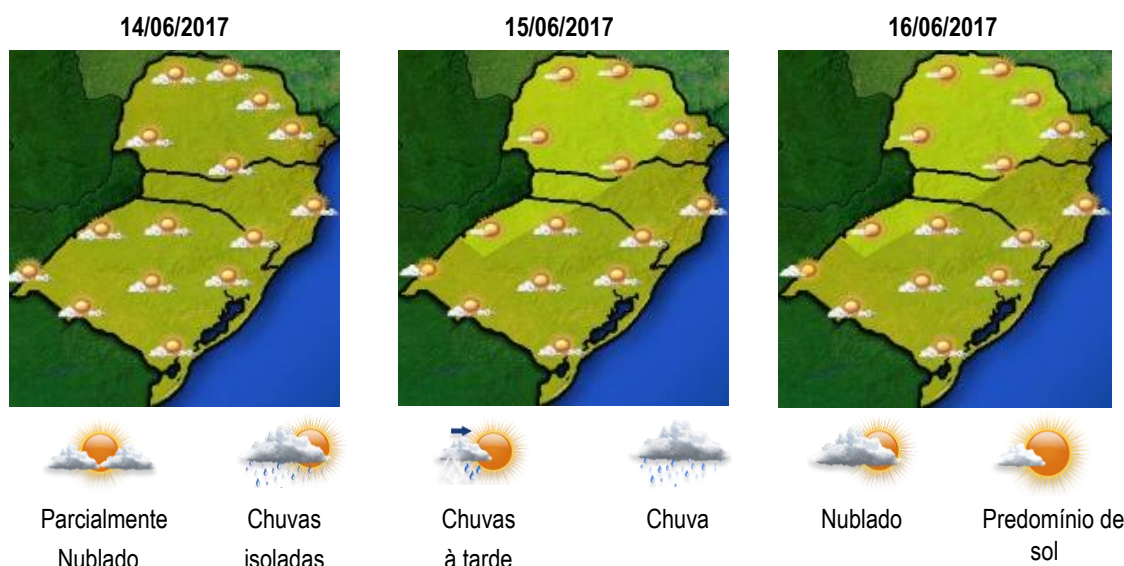 14/06/2017
15/06/2017
16/06/2017
Parcialmente
Nublado
Chuvas
isoladas
Chuvas
à tarde
Chuva
Nublado
Predomínio de
sol